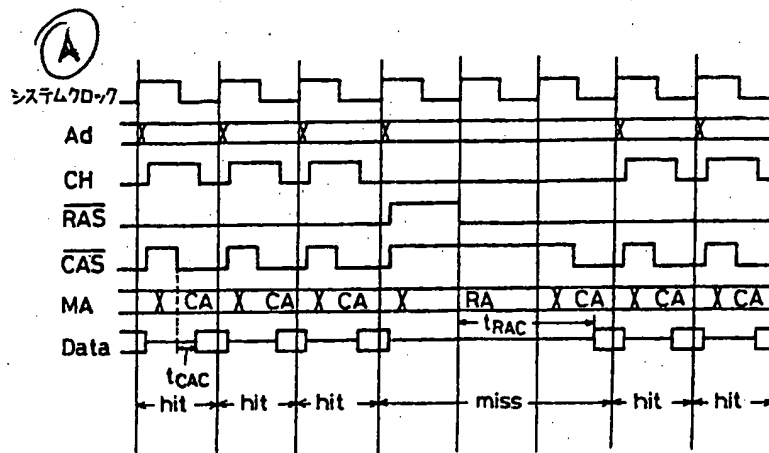 A
システムクロック
Ad
CH
RAS
CAS
MA CA CA CA RA CA CA CA
tRAC
Data
tCAC
hit hit hit miss hit hit